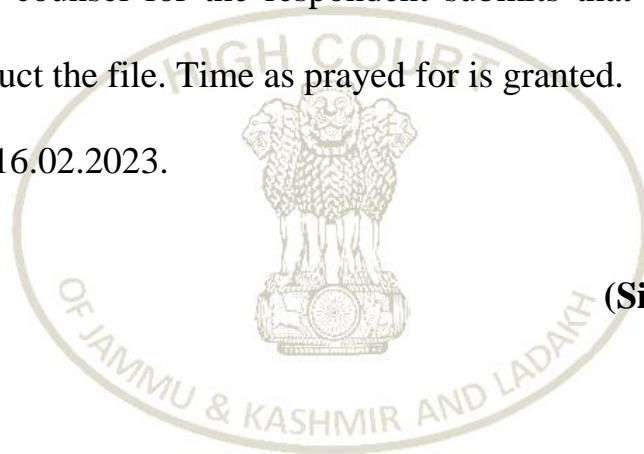 counsel for the respondent submits that
uct the file. Time as prayed for is granted.
16.02.2023.
(Si
HIGH COURT
OF JAMMU & KASHMIR AND LADAKH